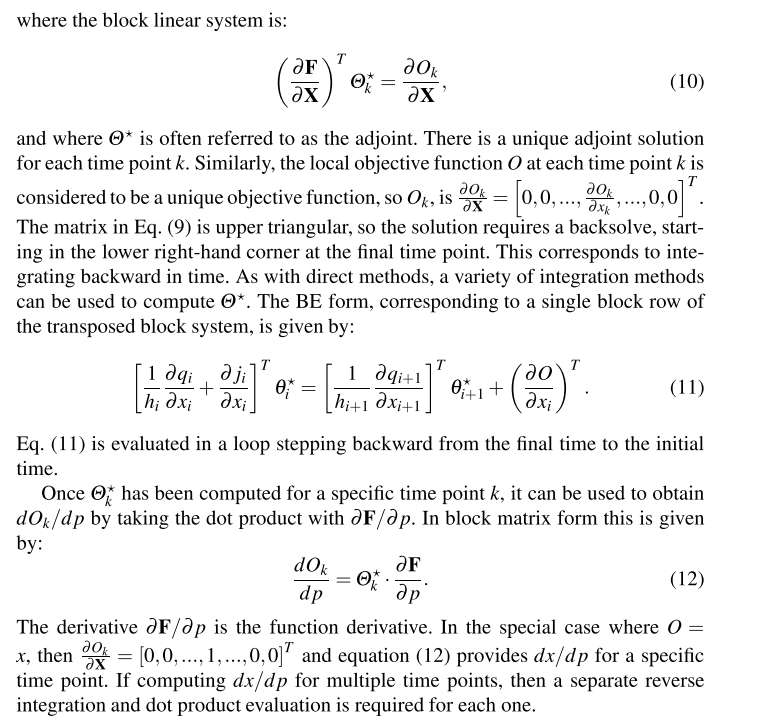 where the block linear system is:
$$\left(\frac{\partial \mathbf{F}}{\partial \mathbf{X}}\right)^T \Theta_k^\star = \frac{\partial O_k}{\partial \mathbf{X}},$$ (10)
and where $\Theta^\star$ is often referred to as the adjoint. There is a unique adjoint solution
for each time point $k$. Similarly, the local objective function $O$ at each time point $k$ is
considered to be a unique objective function, so $O_k$, is $\frac{\partial O_k}{\partial \mathbf{X}} = \left[0,0,...,\frac{\partial O_k}{\partial x_k},...,0,0\right]^T$.
The matrix in Eq. (9) is upper triangular, so the solution requires a backsolve, start-
ing in the lower right-hand corner at the final time point. This corresponds to inte-
grating backward in time. As with direct methods, a variety of integration methods
can be used to compute $\Theta^\star$. The BE form, corresponding to a single block row of
the transposed block system, is given by:
$$\left[\frac{1}{h_i}\frac{\partial q_i}{\partial x_i} + \frac{\partial j_i}{\partial x_i}\right]^T \theta_i^\star = \left[\frac{1}{h_{i+1}}\frac{\partial q_{i+1}}{\partial x_{i+1}}\right]^T \theta_{i+1}^\star + \left(\frac{\partial O}{\partial x_i}\right)^T.$$ (11)
Eq. (11) is evaluated in a loop stepping backward from the final time to the initial
time.
Once $\Theta_k^\star$ has been computed for a specific time point $k$, it can be used to obtain
$dO_k/dp$ by taking the dot product with $\partial \mathbf{F}/\partial p$. In block matrix form this is given
by:
$$\frac{dO_k}{dp} = \Theta_k^\star \cdot \frac{\partial \mathbf{F}}{\partial p}.$$ (12)
The derivative $\partial \mathbf{F}/\partial p$ is the function derivative. In the special case where $O =$
$x$, then $\frac{\partial O_k}{\partial \mathbf{X}} = [0,0,...,1,...,0,0]^T$ and equation (12) provides $dx/dp$ for a specific
time point. If computing $dx/dp$ for multiple time points, then a separate reverse
integration and dot product evaluation is required for each one.